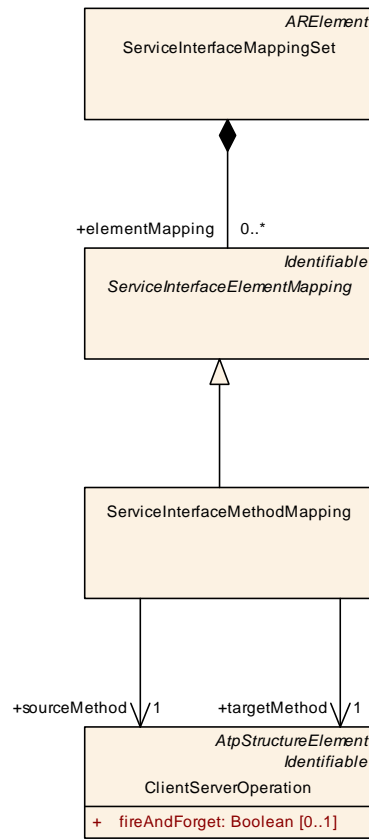 ARElement
ServiceInterfaceMappingSet
+elementMapping 0..*
Identifiable
ServiceInterfaceElementMapping
ServiceInterfaceMethodMapping
+sourceMethod 1 +targetMethod 1
AtpStructureElement
Identifiable
ClientServerOperation
+ fireAndForget: Boolean [0..1]